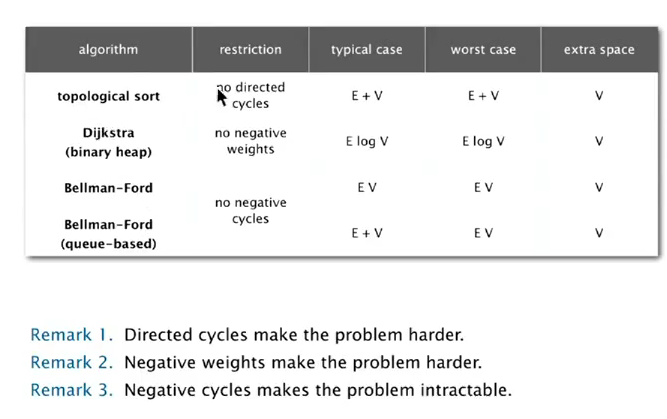 algorithm restriction typical case worst case extra space
topological sort no directed cycles E + V E + V V
Dijkstra (binary heap) no negative weights E log V E log V V
Bellman-Ford no negative cycles E V E V V
Bellman-Ford (queue-based) E + V E V V
Remark 1. Directed cycles make the problem harder.
Remark 2. Negative weights make the problem harder.
Remark 3. Negative cycles makes the problem intractable.